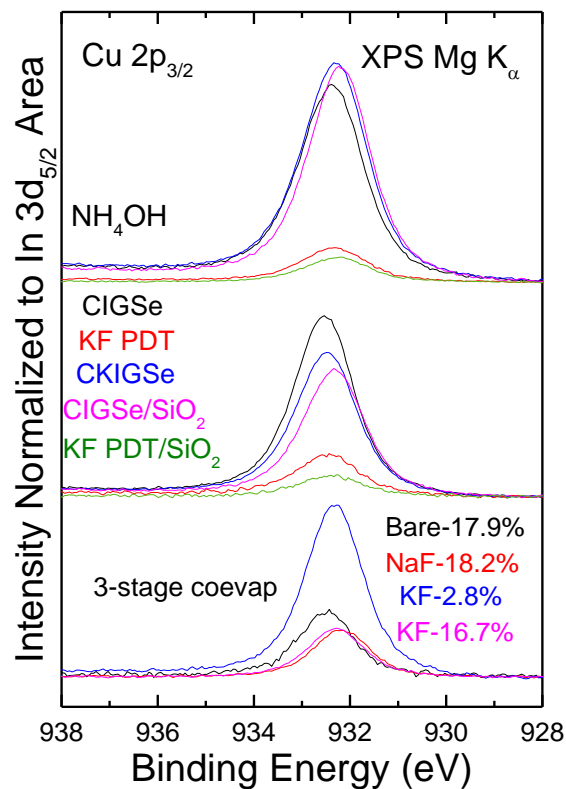 Cu 2p3/2 XPS Mg Kα
NH4OH
CIGSe
KF PDT
CKIGSe
CIGSe/SiO2
KF PDT/SiO2
Bare-17.9%
NaF-18.2%
3-stage coevap
KF-2.8%
KF-16.7%
938 936 934 932 930 928
Binding Energy (eV)
Intensity Normalized to In 3d5/2 Area